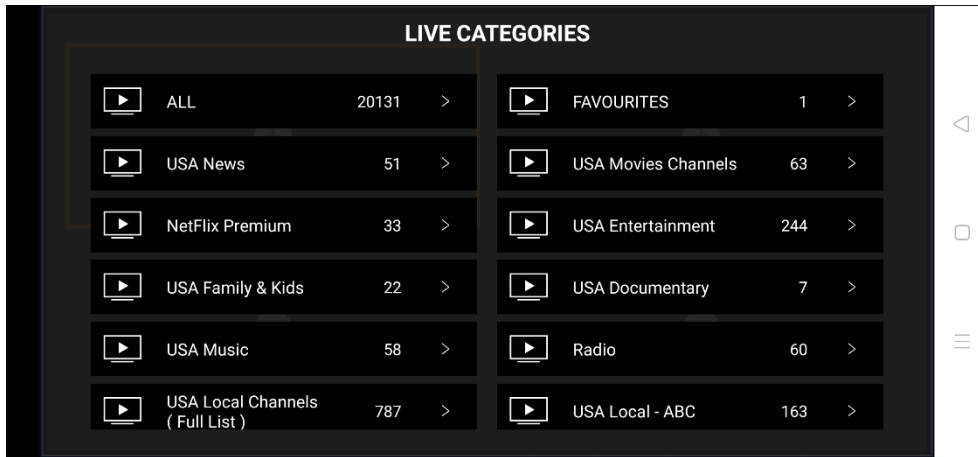 LIVE CATEGORIES
ALL 20131 >
FAVOURITES 1 >
USA News 51 >
USA Movies Channels 63 >
NetFlix Premium 33 >
USA Entertainment 244 >
USA Family & Kids 22 >
USA Documentary 7 >
USA Music 58 >
Radio 60 >
USA Local Channels
( Full List ) 787 >
USA Local - ABC 163 >